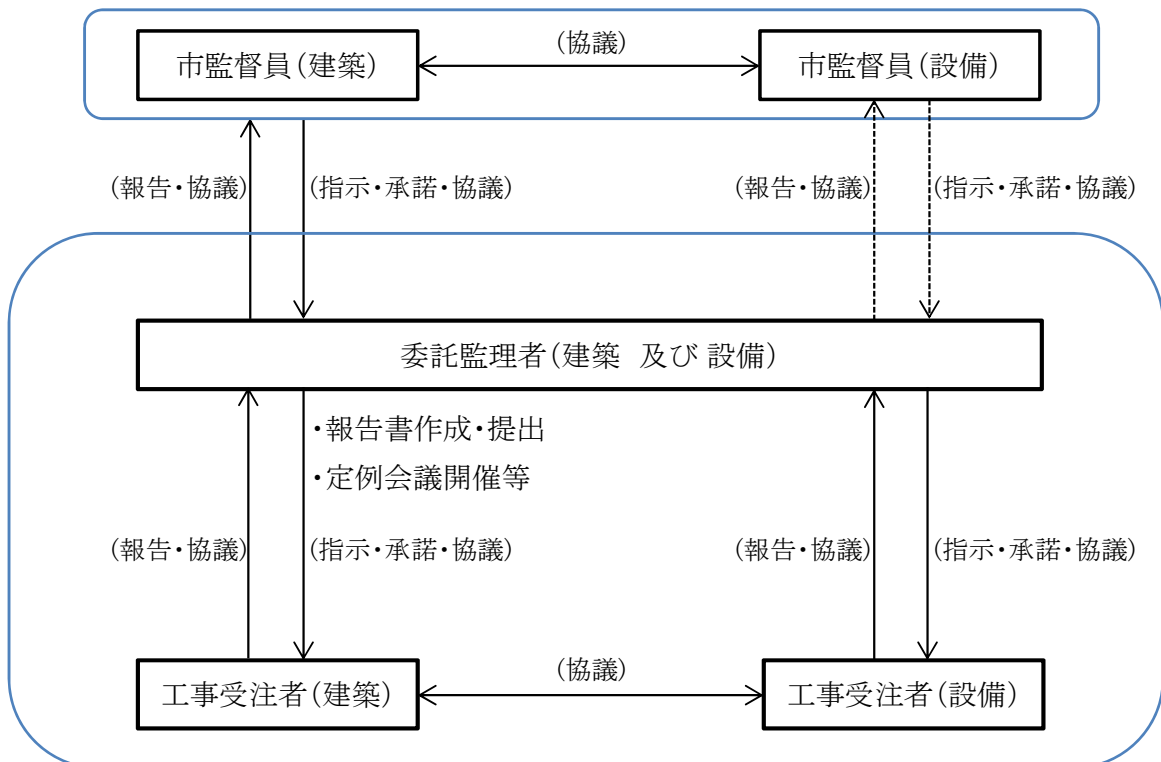 (協議)
市監督員(建築)
市監督員(設備)
(報告・協議)
(指示・承諾・協議)
(報告・協議)
(指示・承諾・協議)
委託監理者(建築 及び 設備)
・報告書作成・提出
・定例会議開催等
(報告・協議)
(指示・承諾・協議)
(報告・協議)
(指示・承諾・協議)
(協議)
工事受注者(建築)
工事受注者(設備)